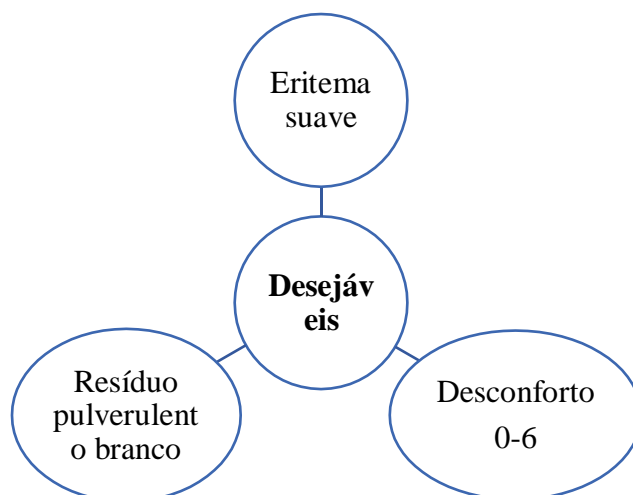 Eritema
suave
Desejáv
eis
Resíduo
pulverulent
o branco
Desconforto
0-6